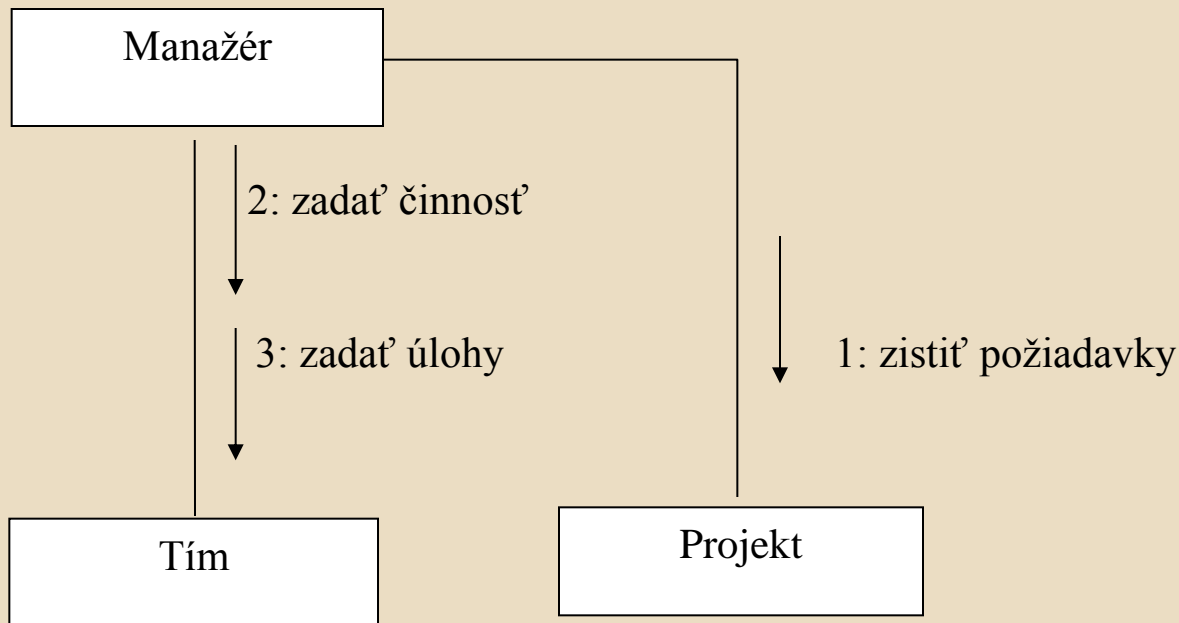 Manažér
2: zadať činnosť
3: zadať úlohy
1: zistiť požiadavky
Tím
Projekt